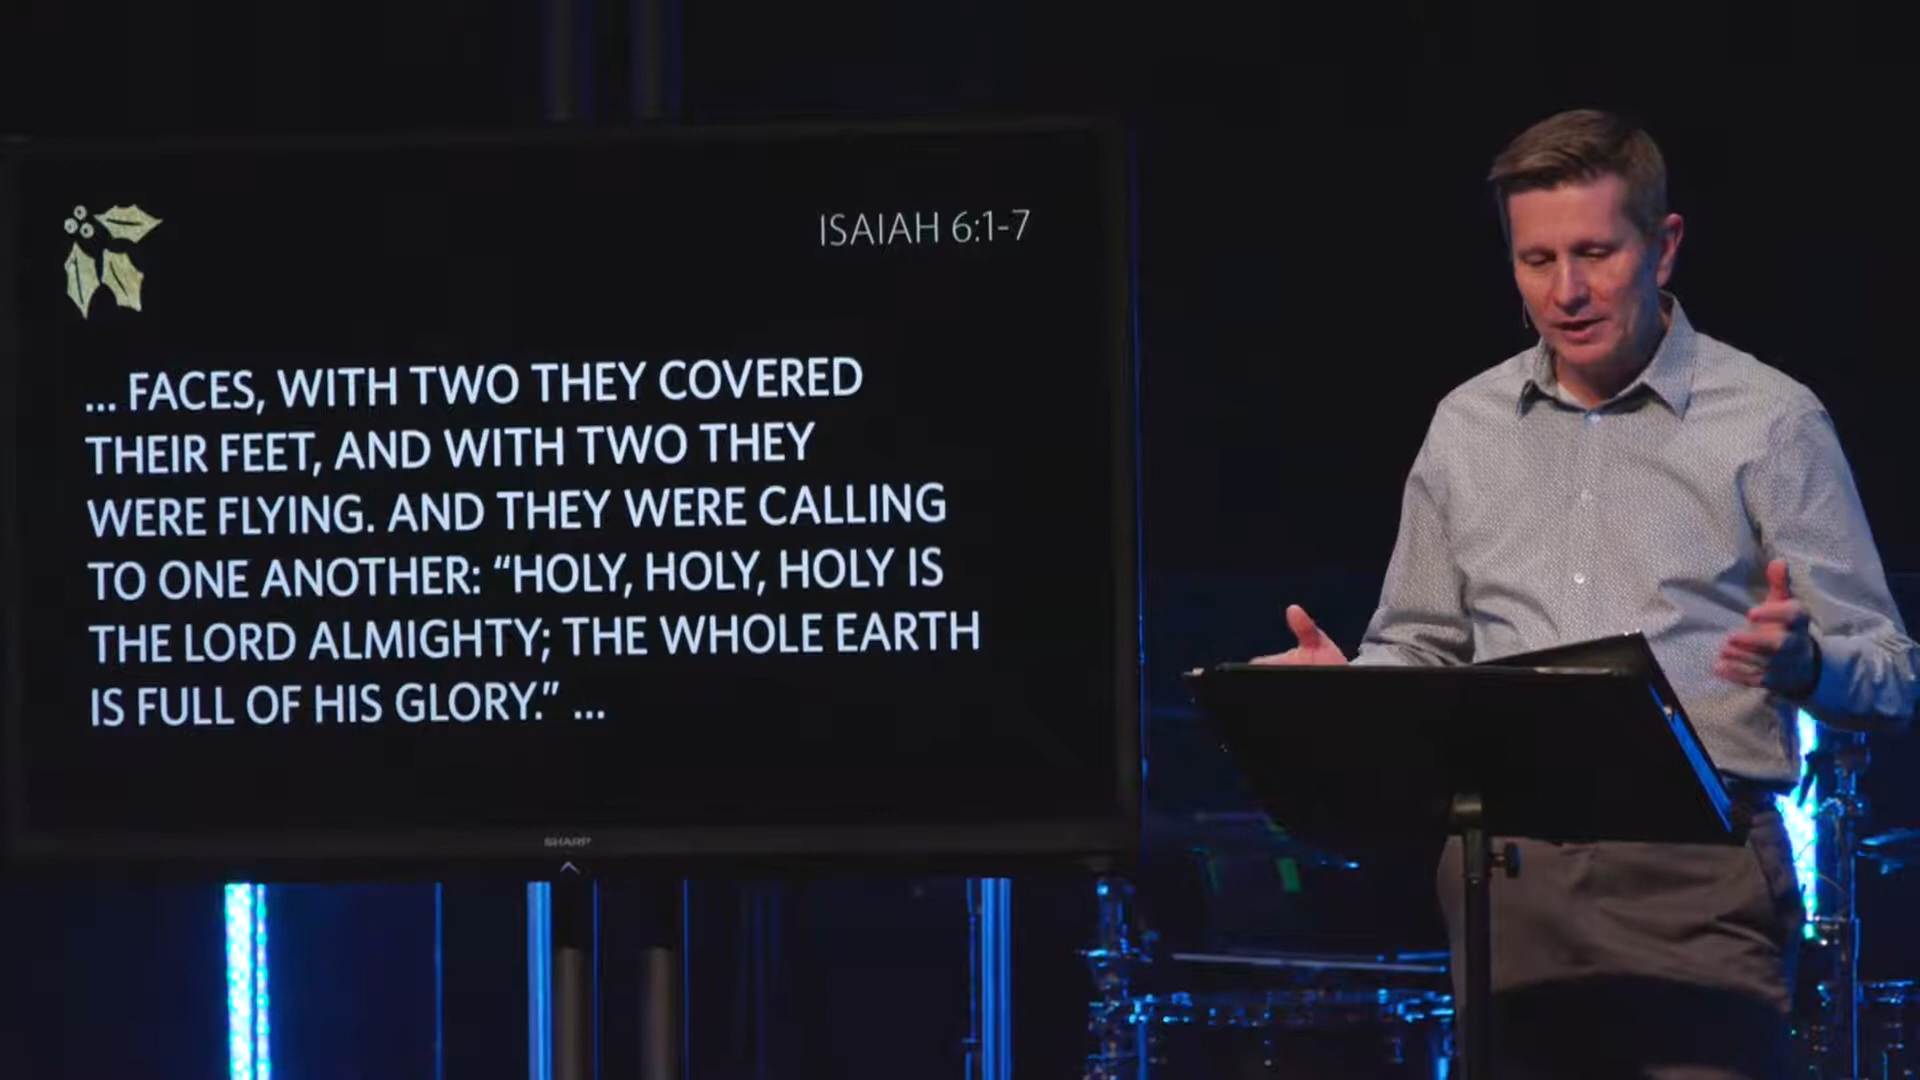 ISAIAH 6:1-7
... FACES, WITH TWO THEY COVERED
THEIR FEET, AND WITH TWO THEY
WERE FLYING. AND THEY WERE CALLING
TO ONE ANOTHER: “HOLY, HOLY, HOLY IS
THE LORD ALMIGHTY; THE WHOLE EARTH
IS FULL OF HIS GLORY.” ...
SHARP